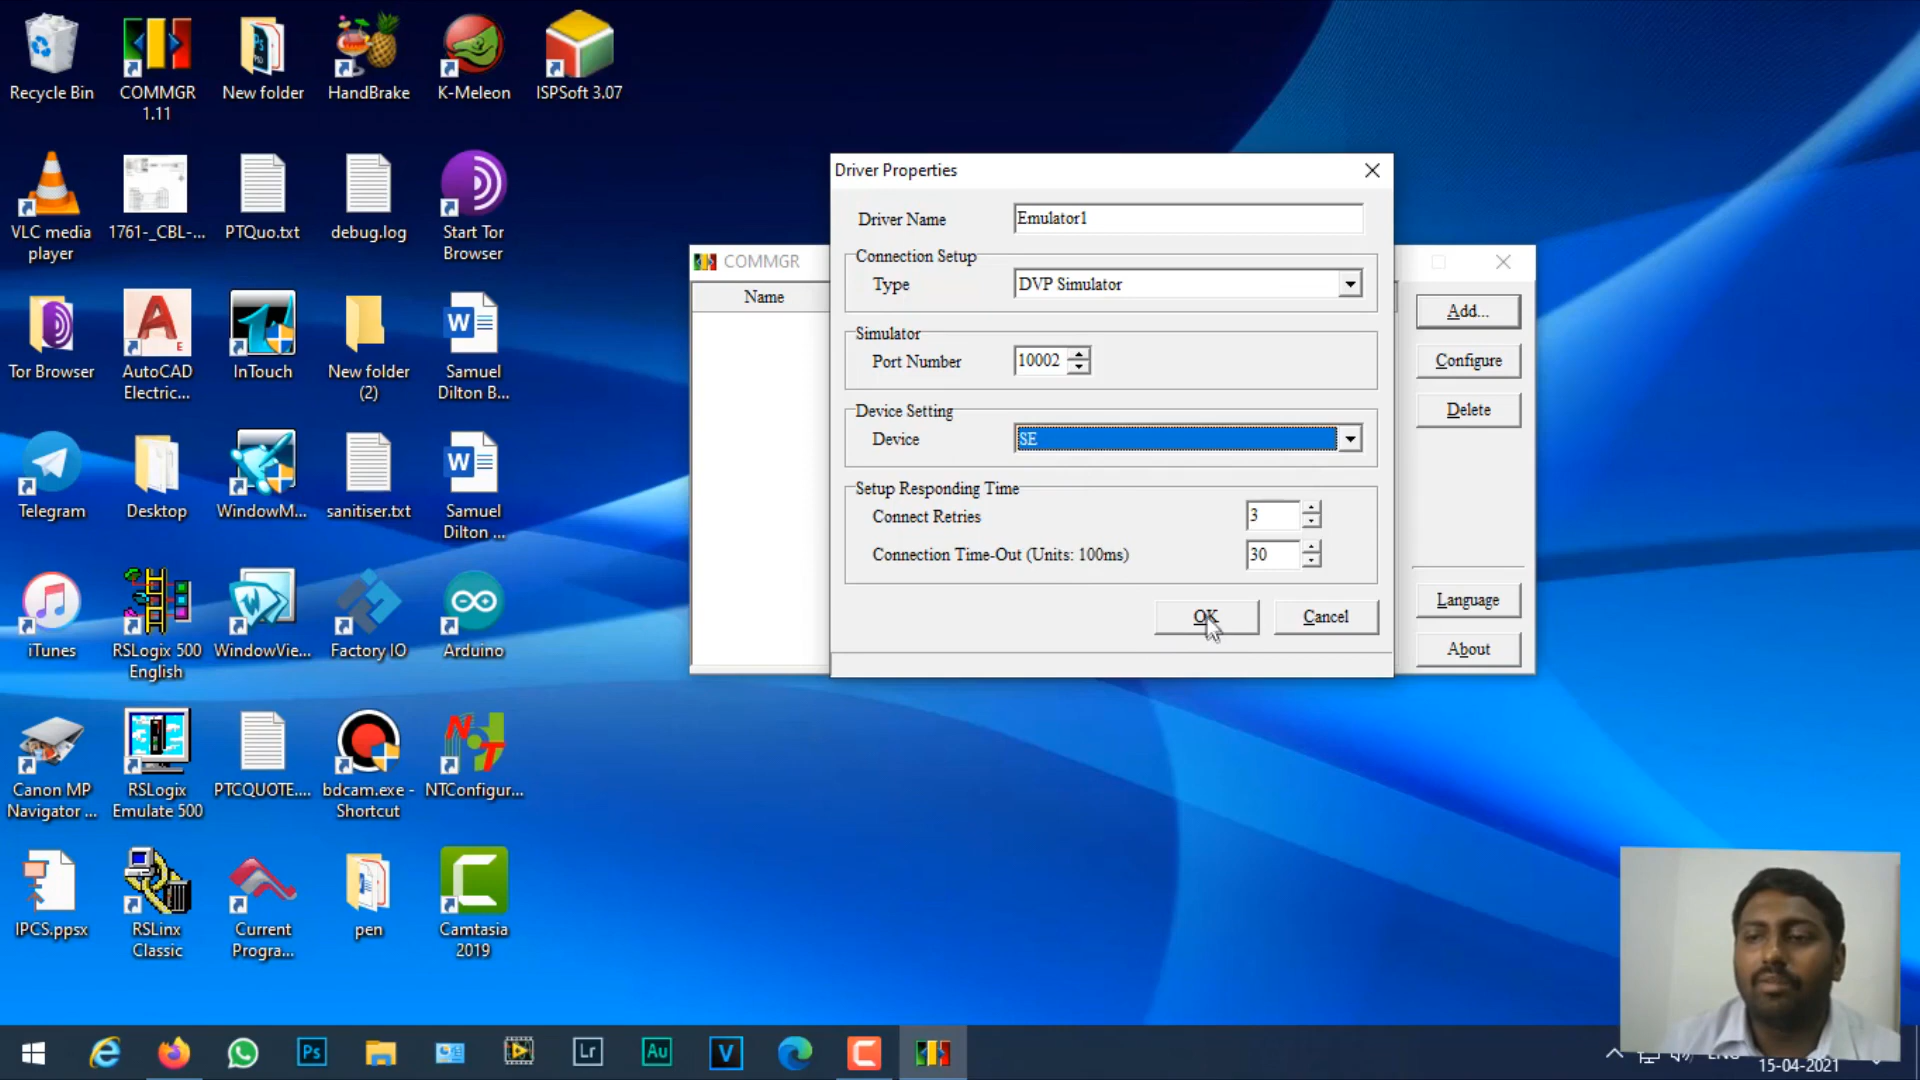 Recycle Bin
COMMGR
1.11
New folder
HandBrake
K-Meleon
ISPSoft 3.07
VLC media
player
1761-_CBL-...
PTQuo.txt
debug.log
Start Tor
Browser
Tor Browser
AutoCAD
Electric...
InTouch
New folder
(2)
Samuel
Dilton B...
Telegram
Desktop
WindowM...
sanitiser.txt
Samuel
Dilton ...
iTunes
RSLogix 500
English
WindowVie...
Factory IO
Arduino
Canon MP
Navigator ...
RSLogix
Emulate 500
PTCQUOTE....
bdcam.exe -
Shortcut
NTConfigur...
IPCS.ppsx
RSLinx
Classic
Current
Progra...
pen
Camtasia
2019
Driver Properties
Driver Name
Emulator1
Connection Setup
Type
DVP Simulator
Simulator
Port Number
10002
Device Setting
Device
SE
Setup Responding Time
Connect Retries
3
Connection Time-Out (Units: 100ms)
30
OK
Cancel
COMMGR
Name
Add...
Configure
Delete
Language
About
Ps
Lr
Au
V
15-04-2021